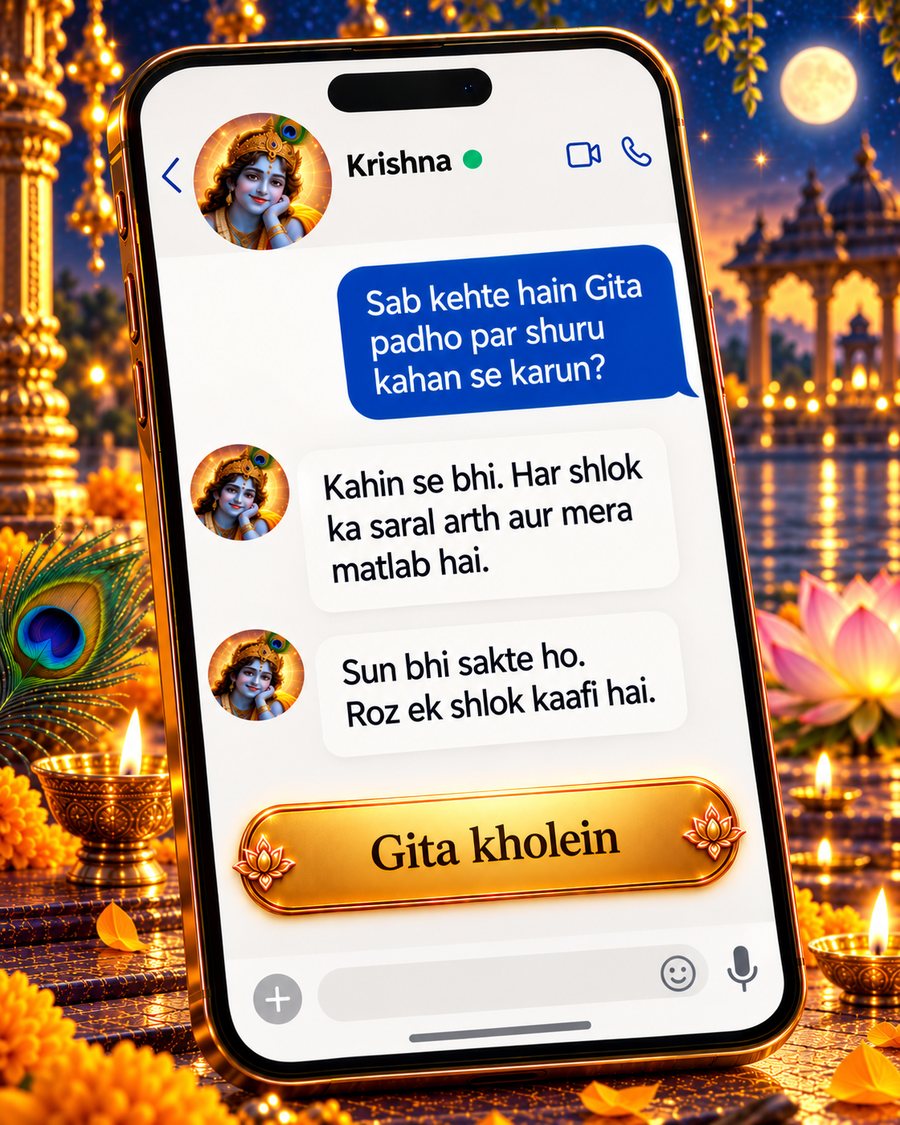 Krishna
Sab kehte hain Gita
padho par shuru
kahan se karun?
Kahin se bhi. Har shlok
ka saral arth aur mera
matlab hai.
Sun bhi sakte ho.
Roz ek shlok kaafi hai.
Gita kholein